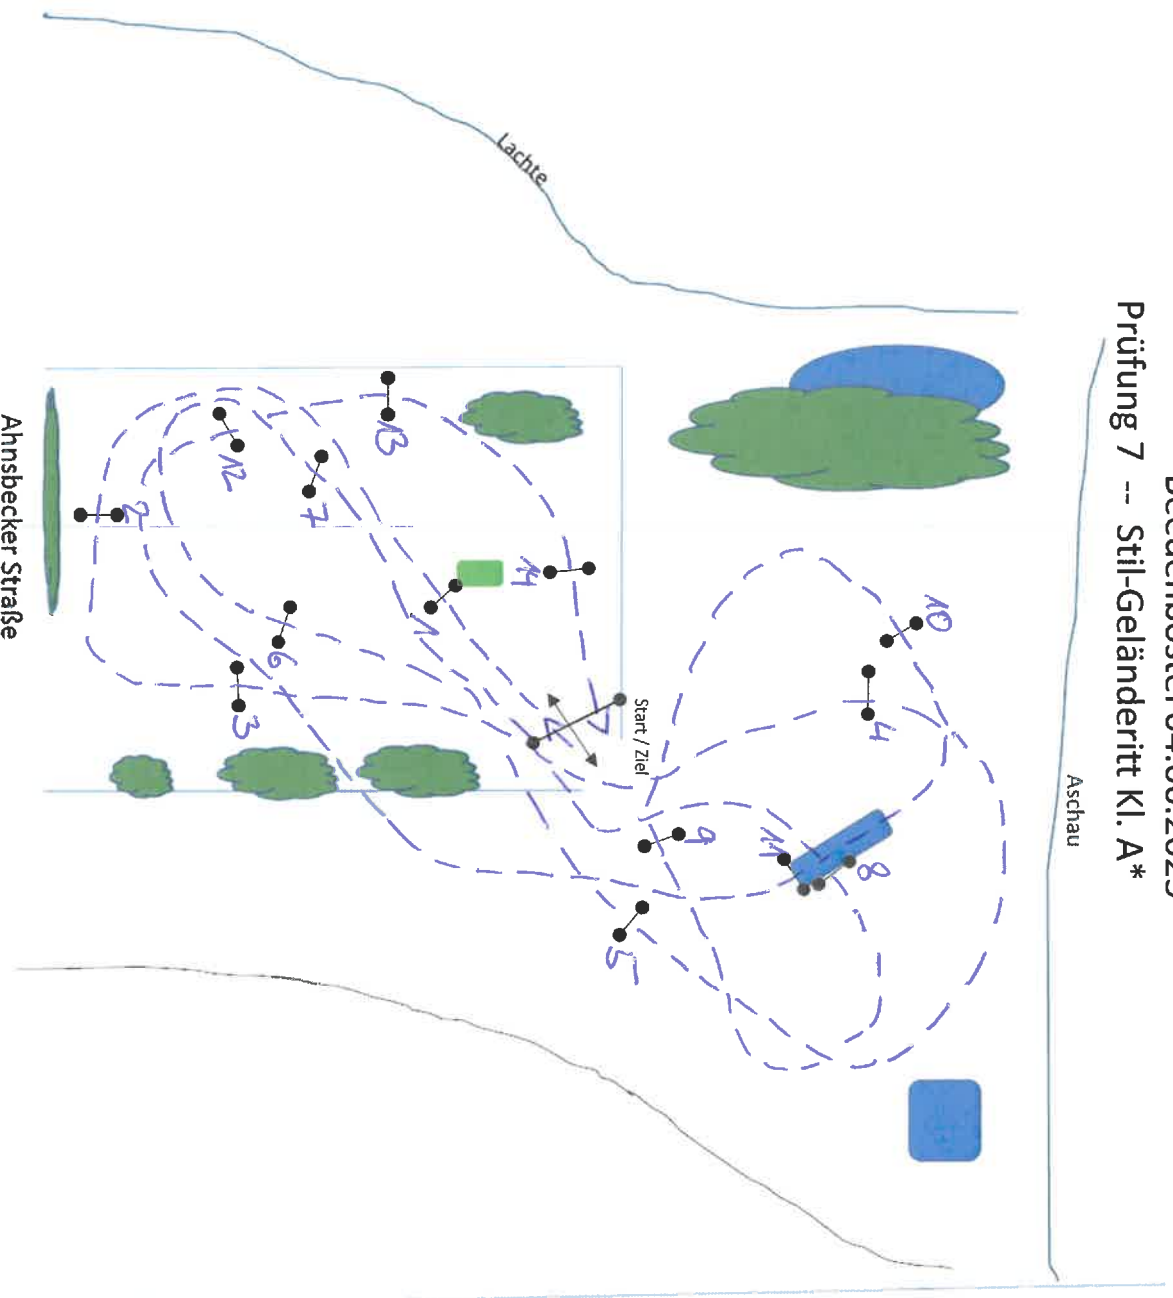 Prüfung 7 -- Stil-Geländeritt Kl. A*
Aschau
Lachte
10
4
8
11
9
5
Start / Ziel
14
1
13
7
12
6
3
2
Ahnsbecker Straße